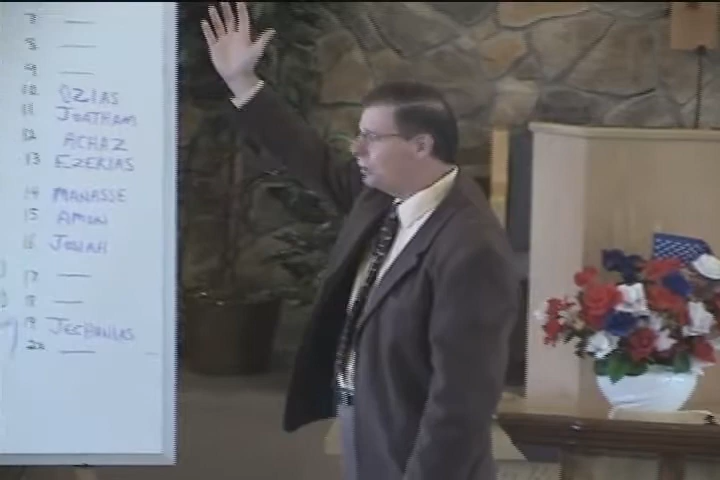 7 —
8 —
9 —
10 OZIAS
11 JOATHAM
12 ACHAZ
13 EZEKIAS
14 MANASSE
15 AMON
16 JOSIAH
17 —
18 —
19 JECHONIAS
20 —